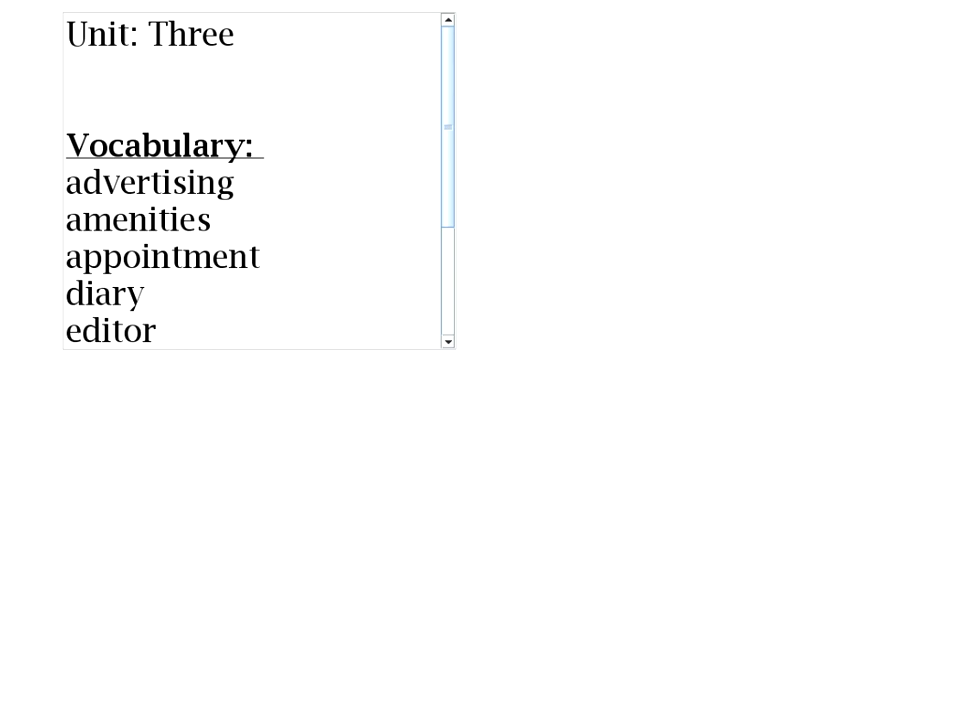 Unit: Three
Vocabulary:
advertising
amenities
appointment
diary
editor